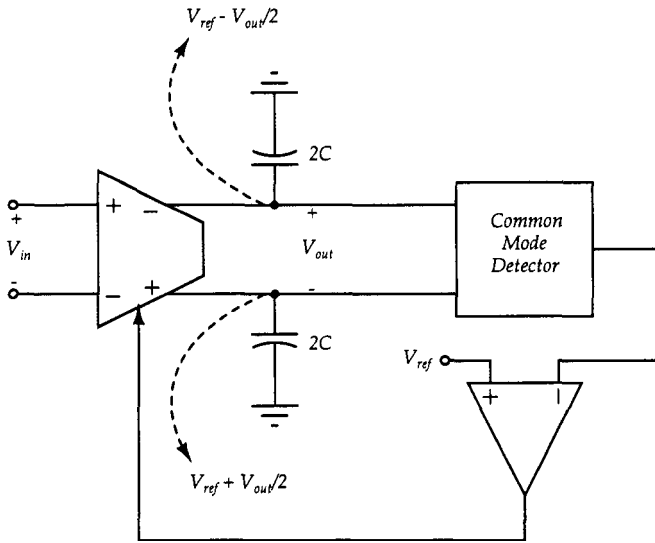 V_ref - V_out/2
2C
+
+ -
+
Common
Mode
Detector
V_in
V_out
-
- +
-
2C
V_ref
+ -
V_ref + V_out/2